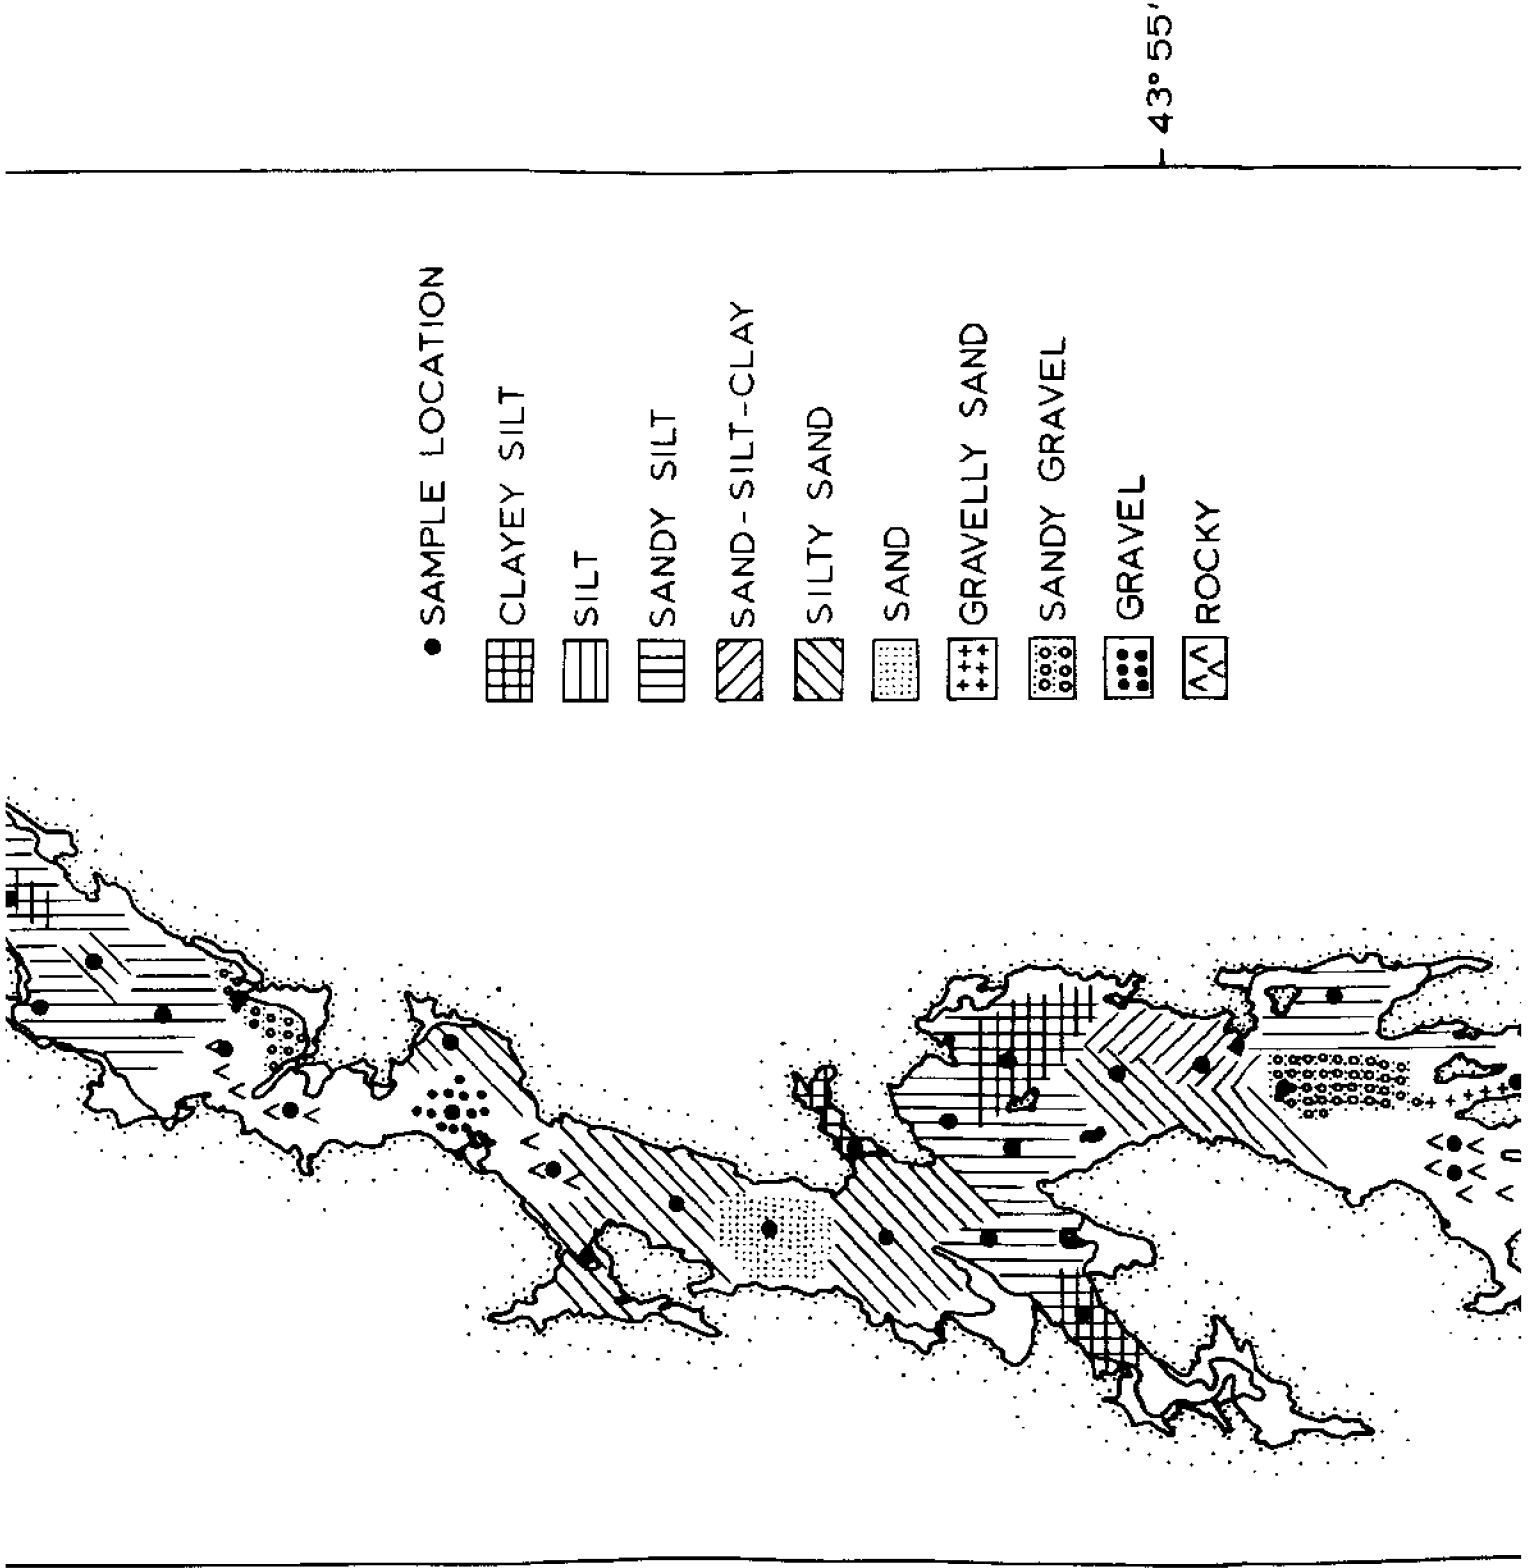 43° 55'
SAMPLE LOCATION
CLAYEY SILT
SILT
SANDY SILT
SAND-SILT-CLAY
SILTY SAND
SAND
GRAVELLY SAND
SANDY GRAVEL
GRAVEL
ROCKY